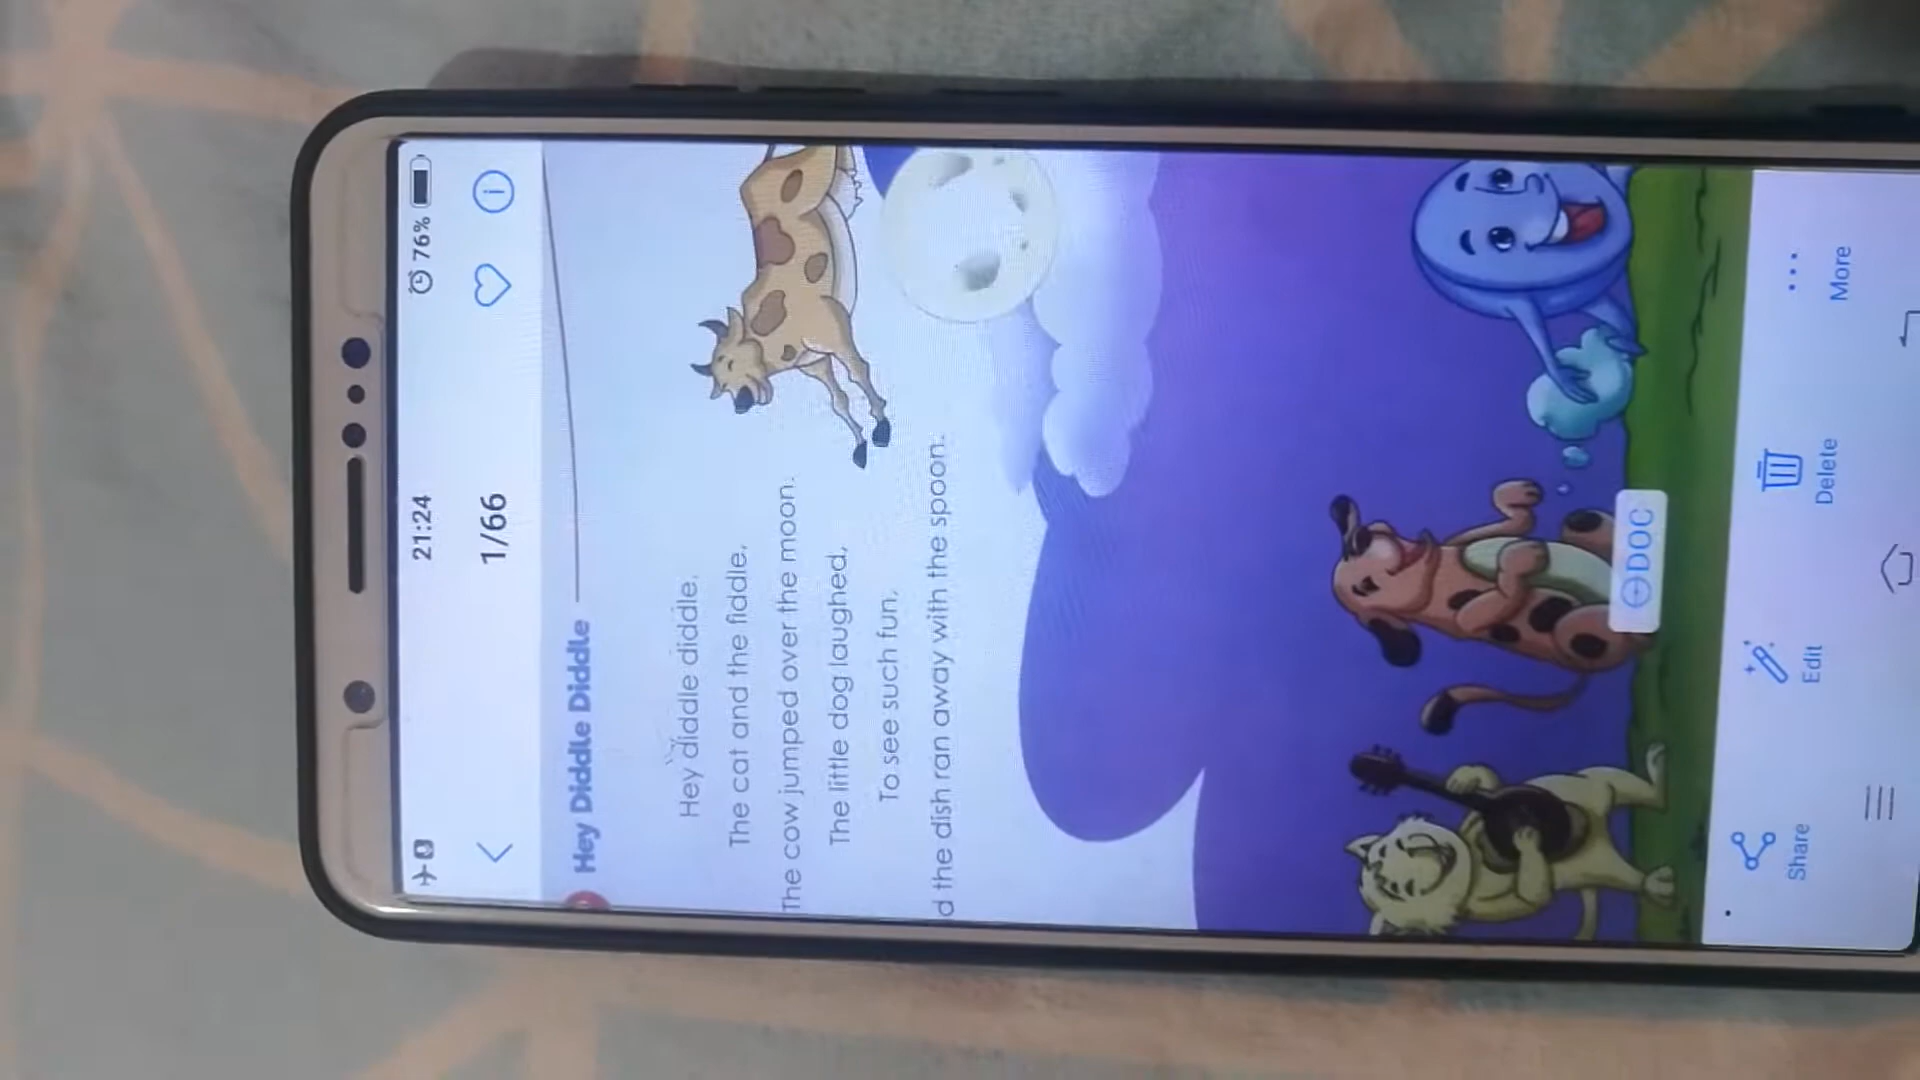 21:24
76%
1/66
Hey Diddle Diddle
Hey diddle diddle,
The cat and the fiddle,
The cow jumped over the moon.
The little dog laughed,
To see such fun,
d the dish ran away with the spoon.
DOC
Share
Edit
Delete
More